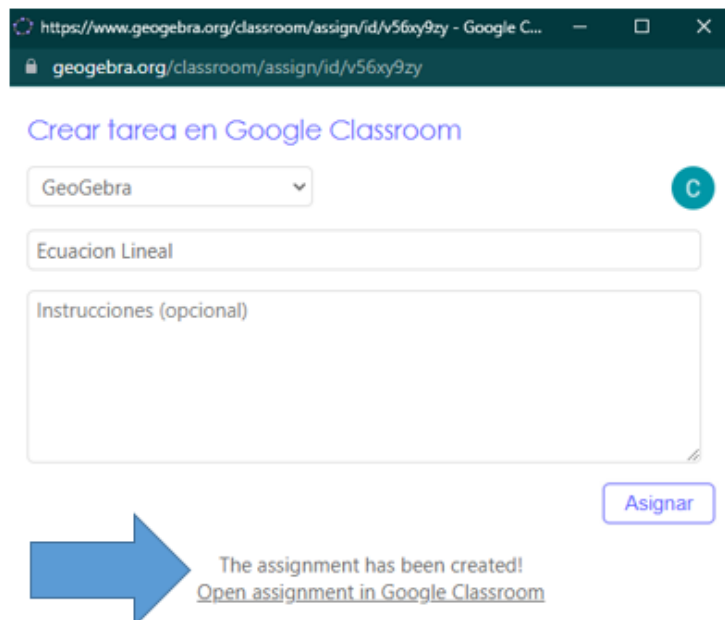 https://www.geogebra.org/classroom/assign/id/v56xy9zy - Google C...
geogebra.org/classroom/assign/id/v56xy9zy
Crear tarea en Google Classroom
GeoGebra
C
Ecuacion Lineal
Instrucciones (opcional)
Asignar
The assignment has been created!
Open assignment in Google Classroom